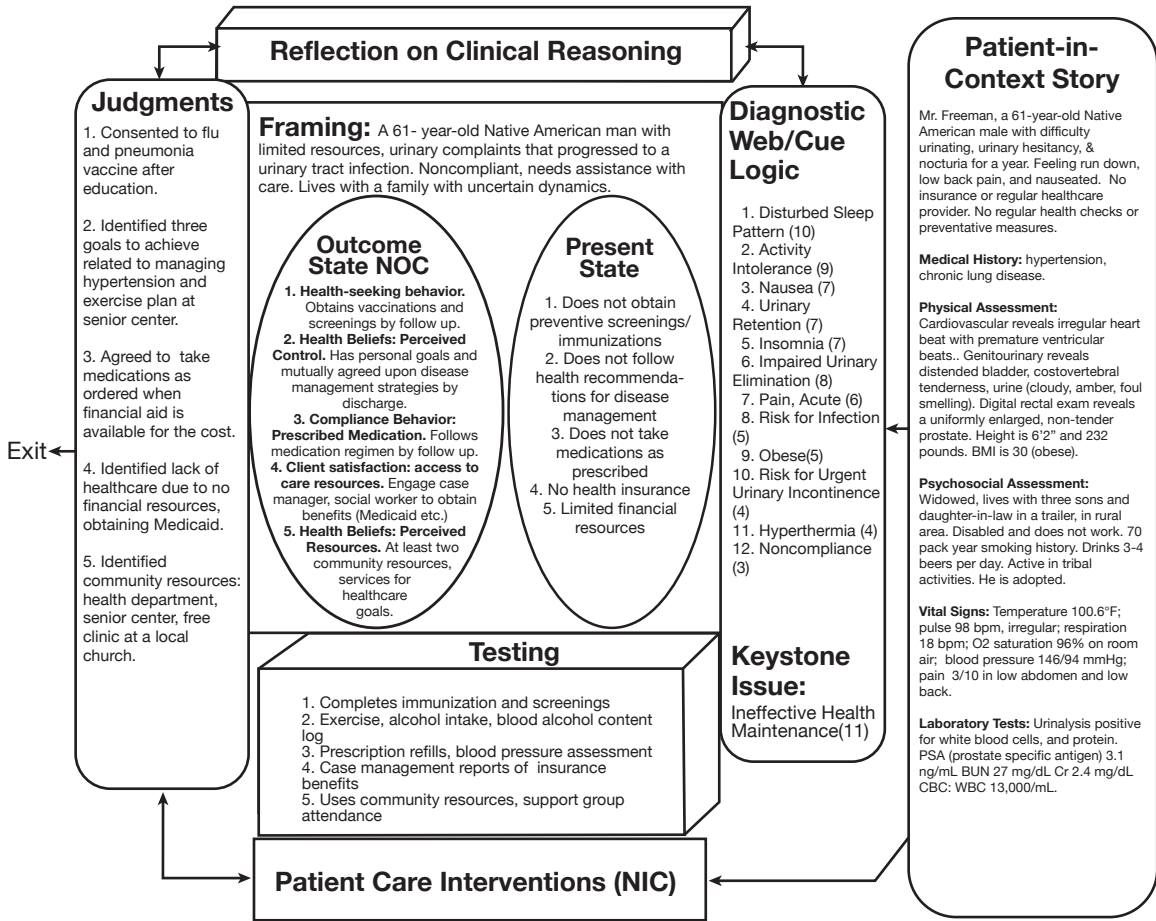 Reflection on Clinical Reasoning
Judgments
1. Consented to flu
and pneumonia
vaccine after
education.
2. Identified three
goals to achieve
related to managing
hypertension and
exercise plan at
senior center.
3. Agreed to take
medications as
ordered when
financial aid is
available for the cost.
4. Identified lack of
healthcare due to no
financial resources,
obtaining Medicaid.
5. Identified
community resources:
health department,
senior center, free
clinic at a local
church.
Exit
Framing: A 61- year-old Native American man with
limited resources, urinary complaints that progressed to a
urinary tract infection. Noncompliant, needs assistance with
care. Lives with a family with uncertain dynamics.
Outcome
State NOC
1. Health-seeking behavior.
Obtains vaccinations and
screenings by follow up.
2. Health Beliefs: Perceived
Control. Has personal goals and
mutually agreed upon disease
management strategies by
discharge.
3. Compliance Behavior:
Prescribed Medication. Follows
medication regimen by follow up.
4. Client satisfaction: access to
care resources. Engage case
manager, social worker to obtain
benefits (Medicaid etc.)
5. Health Beliefs: Perceived
Resources. At least two
community resources,
services for
healthcare
goals.
Present
State
1. Does not obtain
preventive screenings/
immunizations
2. Does not follow
health recommenda-
tions for disease
management
3. Does not take
medications as
prescribed
4. No health insurance
5. Limited financial
resources
Testing
1. Completes immunization and screenings
2. Exercise, alcohol intake, blood alcohol content
log
3. Prescription refills, blood pressure assessment
4. Case management reports of insurance
benefits
5. Uses community resources, support group
attendance
Patient Care Interventions (NIC)
Diagnostic
Web/Cue
Logic
1. Disturbed Sleep
Pattern (10)
2. Activity
Intolerance (9)
3. Nausea (7)
4. Urinary
Retention (7)
5. Insomnia (7)
6. Impaired Urinary
Elimination (8)
7. Pain, Acute (6)
8. Risk for Infection
(5)
9. Obese(5)
10. Risk for Urgent
Urinary Incontinence
(4)
11. Hyperthermia (4)
12. Noncompliance
(3)
Keystone
Issue:
Ineffective Health
Maintenance(11)
Patient-in-
Context Story
Mr. Freeman, a 61-year-old Native
American male with difficulty
urinating, urinary hesitancy, &
nocturia for a year. Feeling run down,
low back pain, and nauseated. No
insurance or regular healthcare
provider. No regular health checks or
preventative measures.
Medical History: hypertension,
chronic lung disease.
Physical Assessment:
Cardiovascular reveals irregular heart
beat with premature ventricular
beats.. Genitourinary reveals
distended bladder, costovertebral
tenderness, urine (cloudy, amber, foul
smelling). Digital rectal exam reveals
a uniformly enlarged, non-tender
prostate. Height is 6'2” and 232
pounds. BMI is 30 (obese).
Psychosocial Assessment:
Widowed, lives with three sons and
daughter-in-law in a trailer, in rural
area. Disabled and does not work. 70
pack year smoking history. Drinks 3-4
beers per day. Active in tribal
activities. He is adopted.
Vital Signs: Temperature 100.6°F;
pulse 98 bpm, irregular; respiration
18 bpm; O2 saturation 96% on room
air; blood pressure 146/94 mmHg;
pain 3/10 in low abdomen and low
back.
Laboratory Tests: Urinalysis positive
for white blood cells, and protein.
PSA (prostate specific antigen) 3.1
ng/mL BUN 27 mg/dL Cr 2.4 mg/dL
CBC: WBC 13,000/mL.